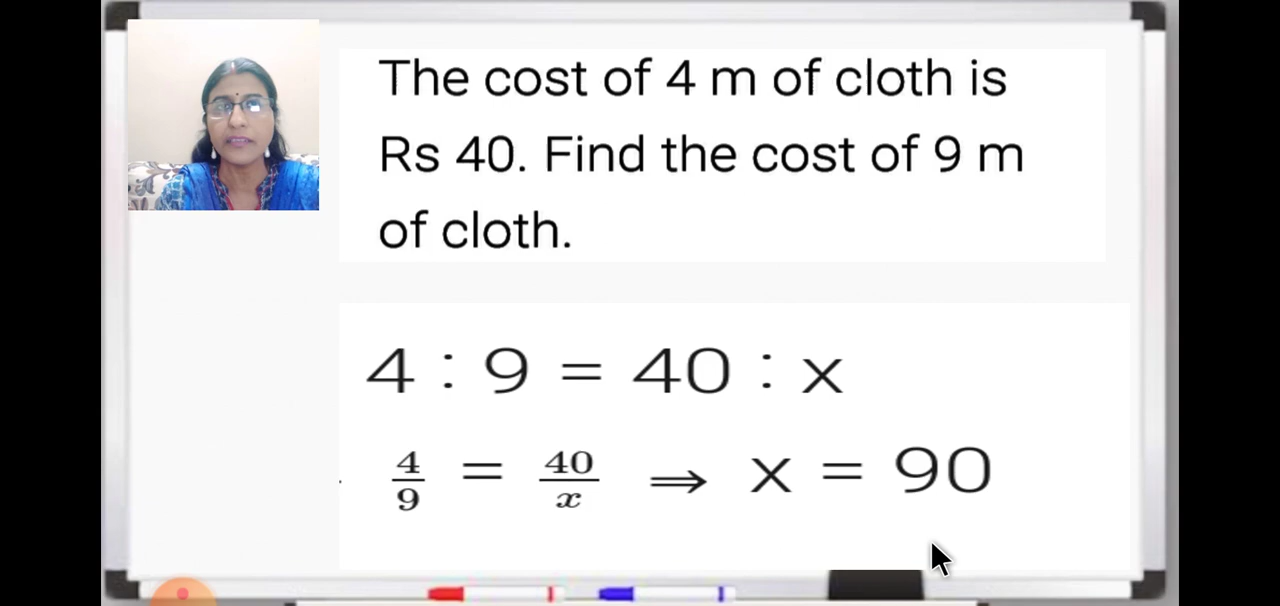 The cost of 4 m of cloth is
Rs 40. Find the cost of 9 m
of cloth.
4 : 9 = 40 : x
4/9 = 40/x ⇒ x = 90